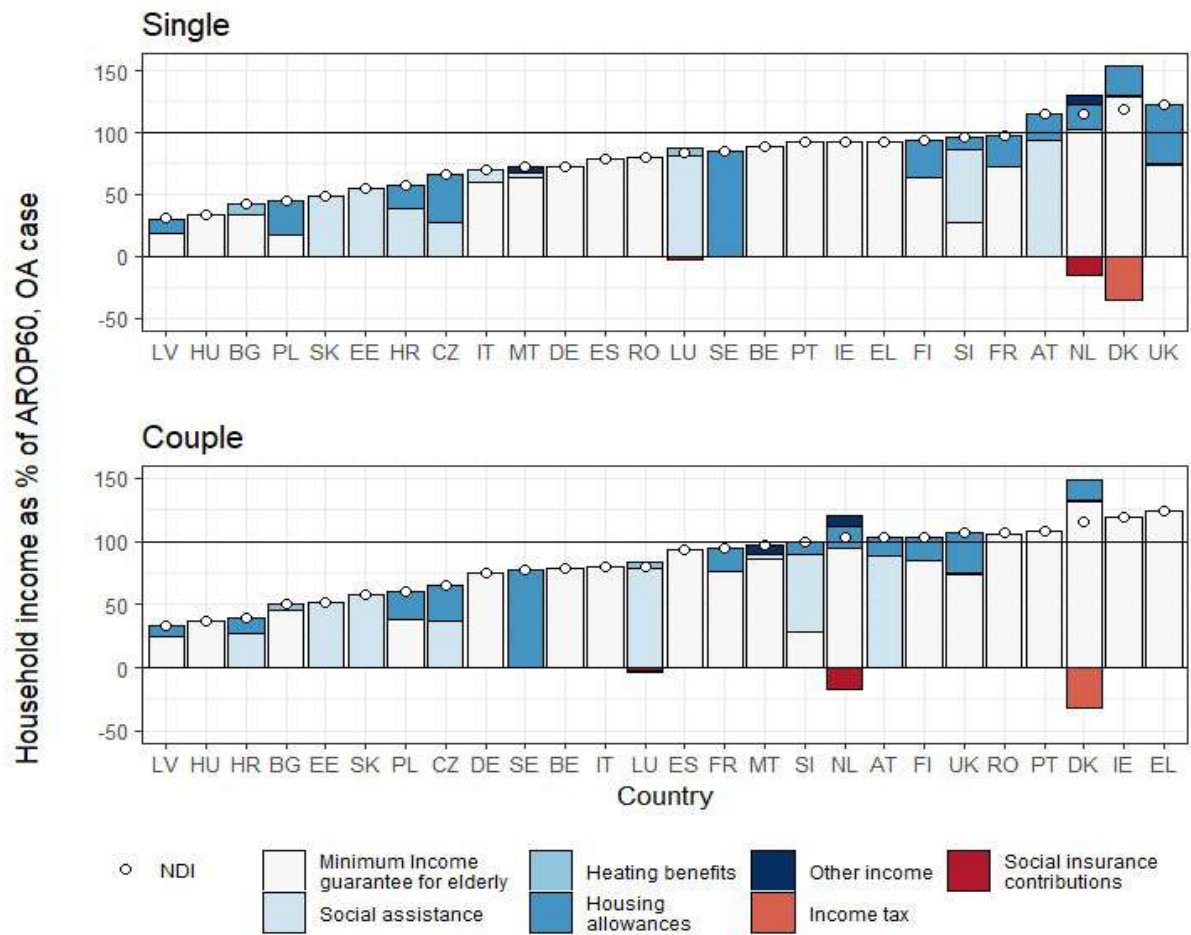 Single
150
100
50
0
-50
LV HU BG PL SK EE HR CZ IT MT DE ES RO LU SE BE PT IE EL FI SI FR AT NL DK UK
Household income as % of AROP60, OA case
Couple
150
100
50
0
-50
LV HU HR BG EE SK PL CZ DE SE BE IT LU ES FR MT SI NL AT FI UK RO PT DK IE EL
Country
NDI
Minimum Income
guarantee for elderly
Social assistance
Heating benefits
Housing
allowances
Other income
Income tax
Social insurance
contributions